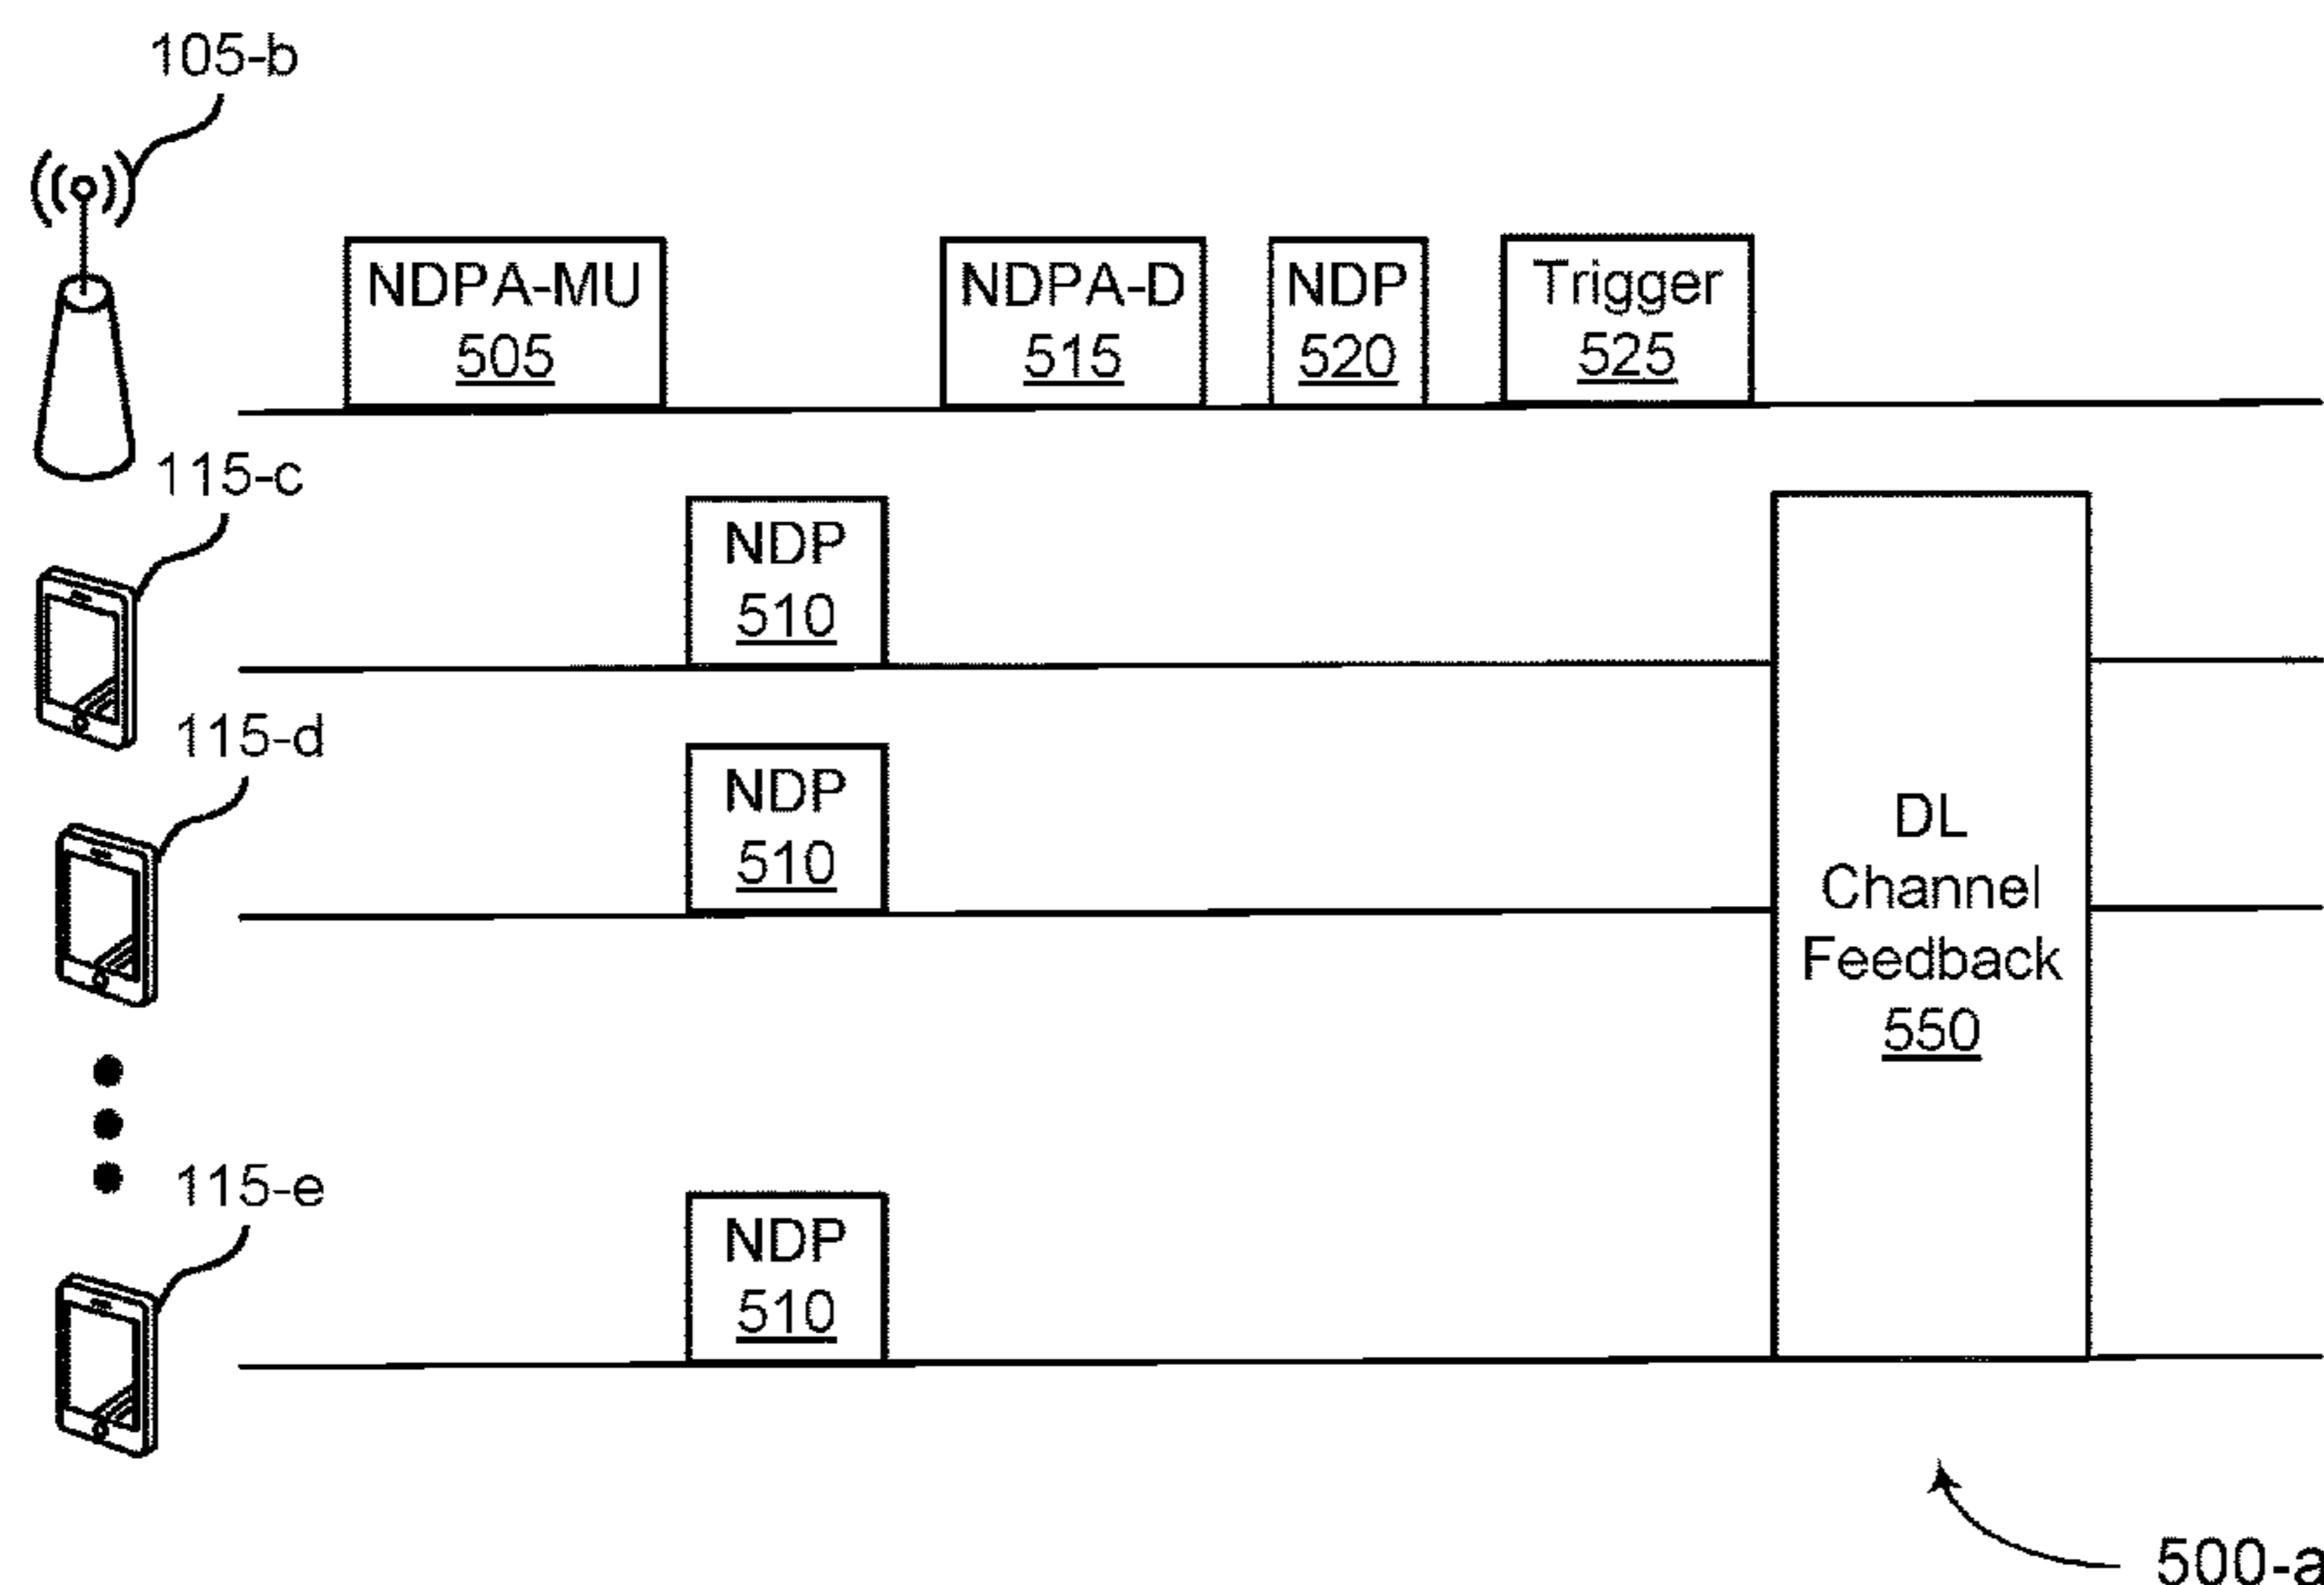 105-b
NDPA-MU
505
NDPA-D
515
NDP
520
Trigger
525
115-c
NDP
510
115-d
NDP
510
DL
Channel
Feedback
550
115-e
NDP
510
500-a